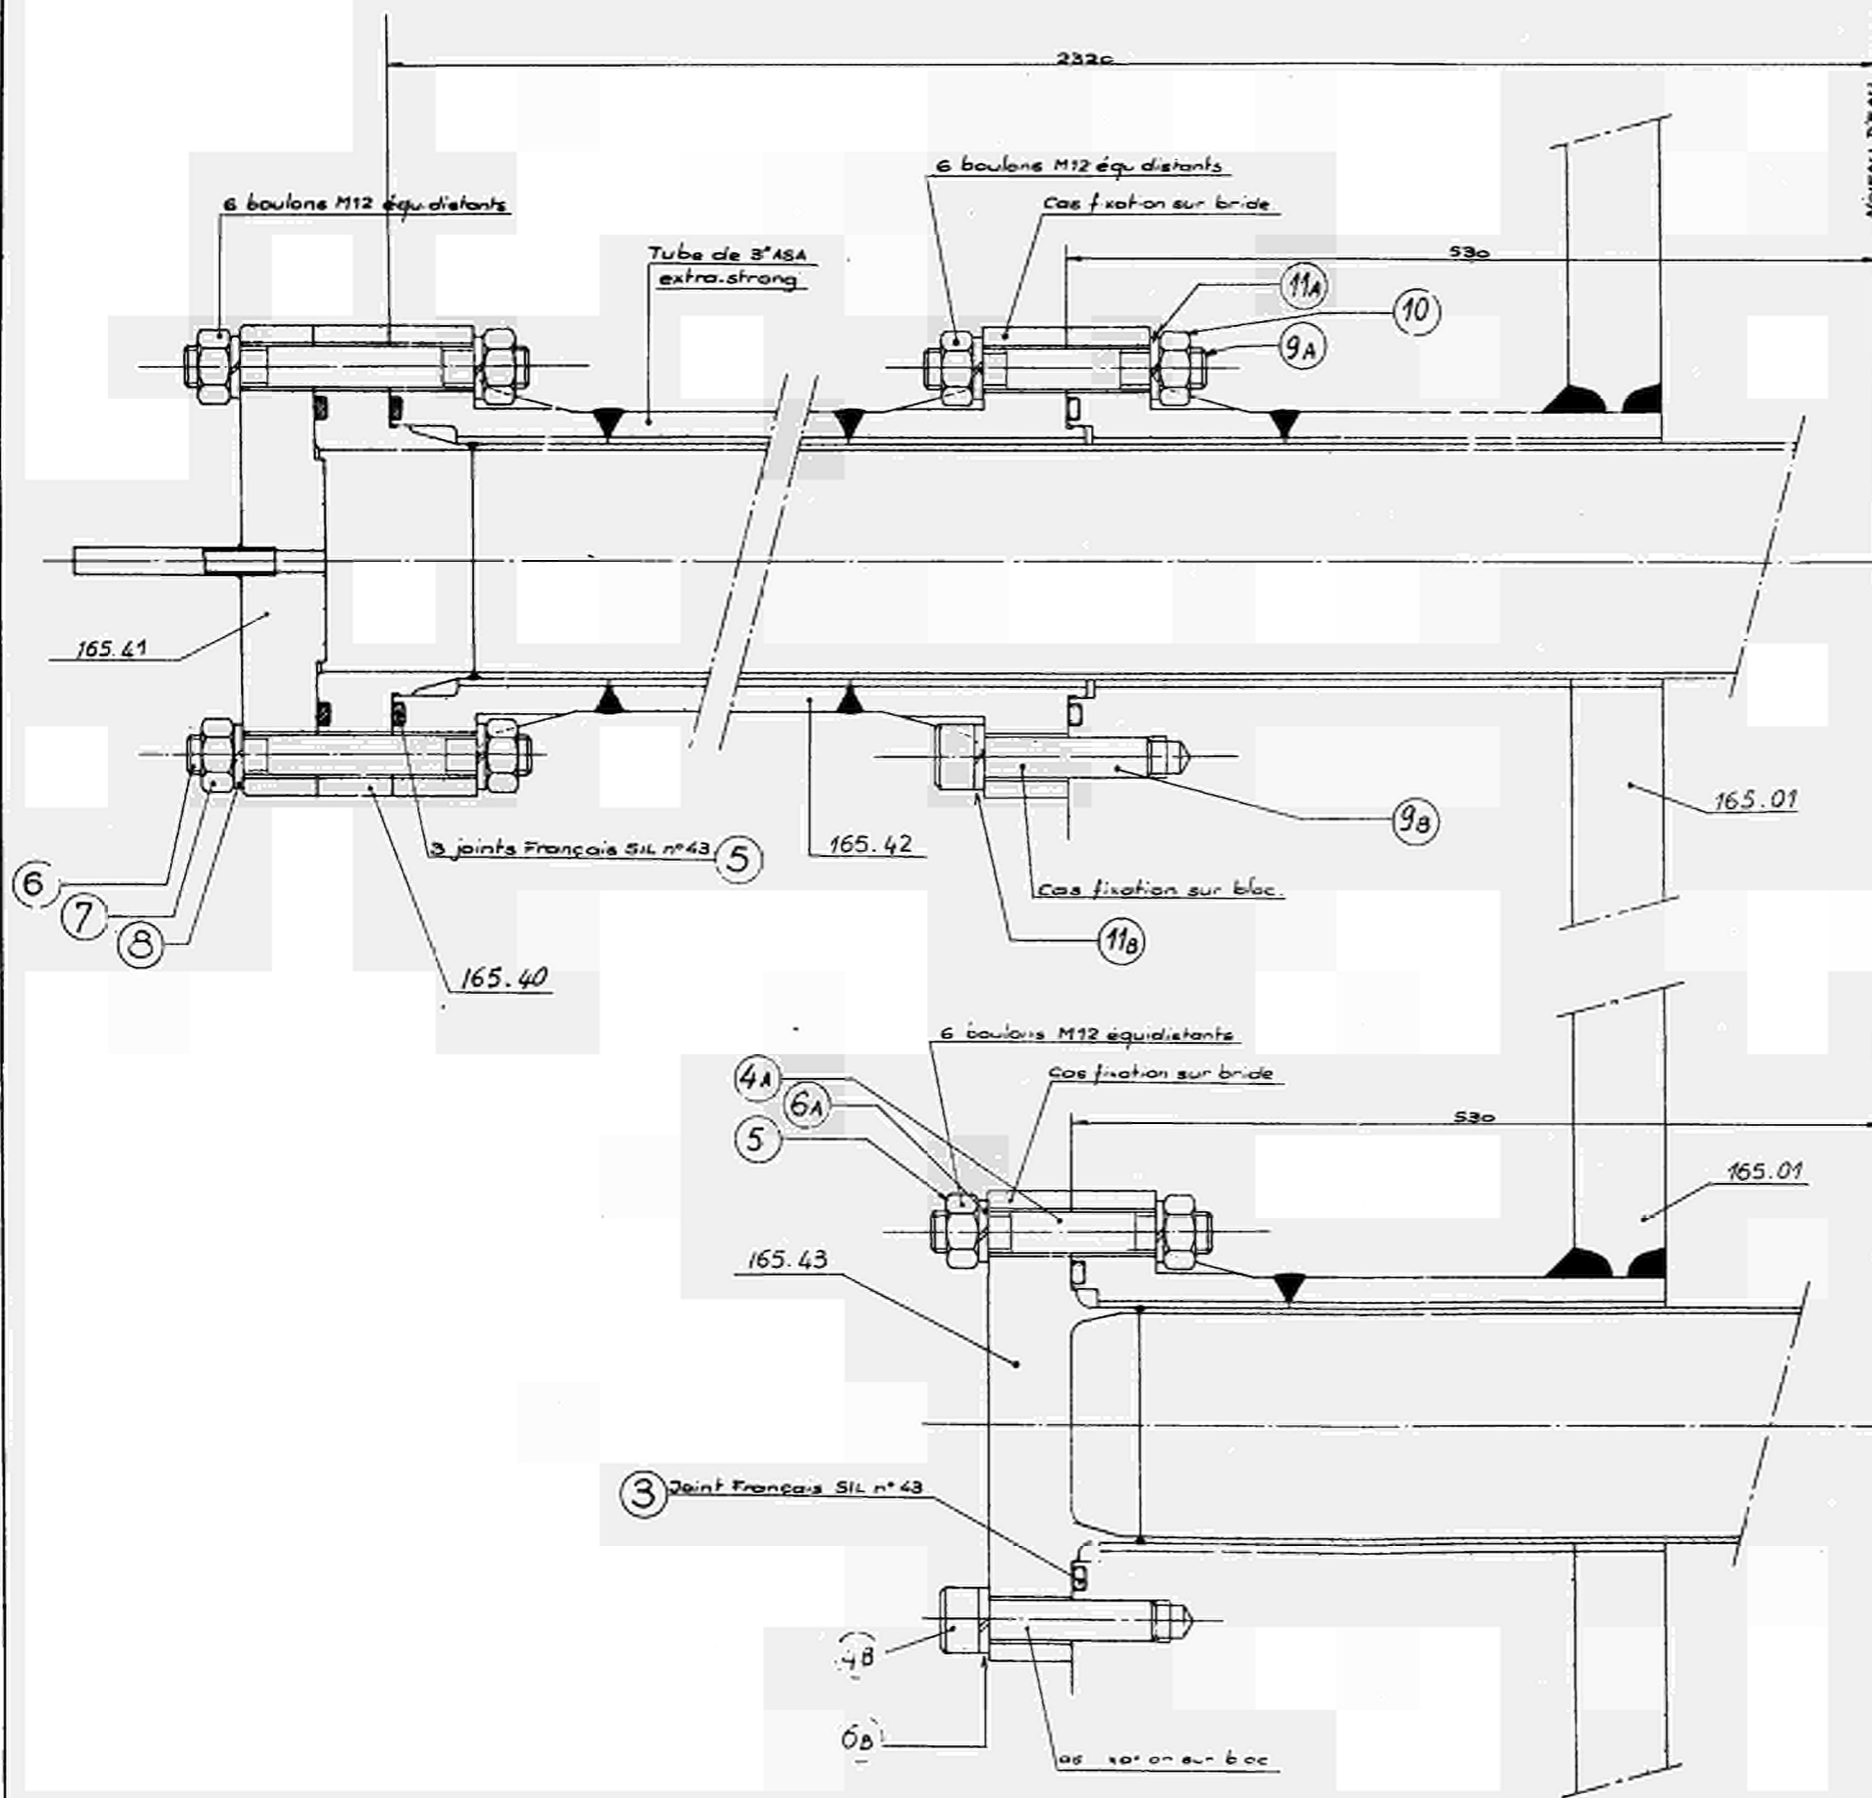 2320
6 boulons M12 équidistants
Cas fixation sur bride
6 boulons M12 équidistants
Tube de 3" ASA
extra.strong
530
11A
10
9A
165.41
165.01
9B
3 joints Français SIL n° 43
5
165.42
6
7
8
Cas fixation sur bloc.
11B
165.40
6 boulons M12 équidistants
4A
Cas fixation sur bride
6A
5
530
165.01
165.43
3
Joint Français SIL n° 43
4B
6B